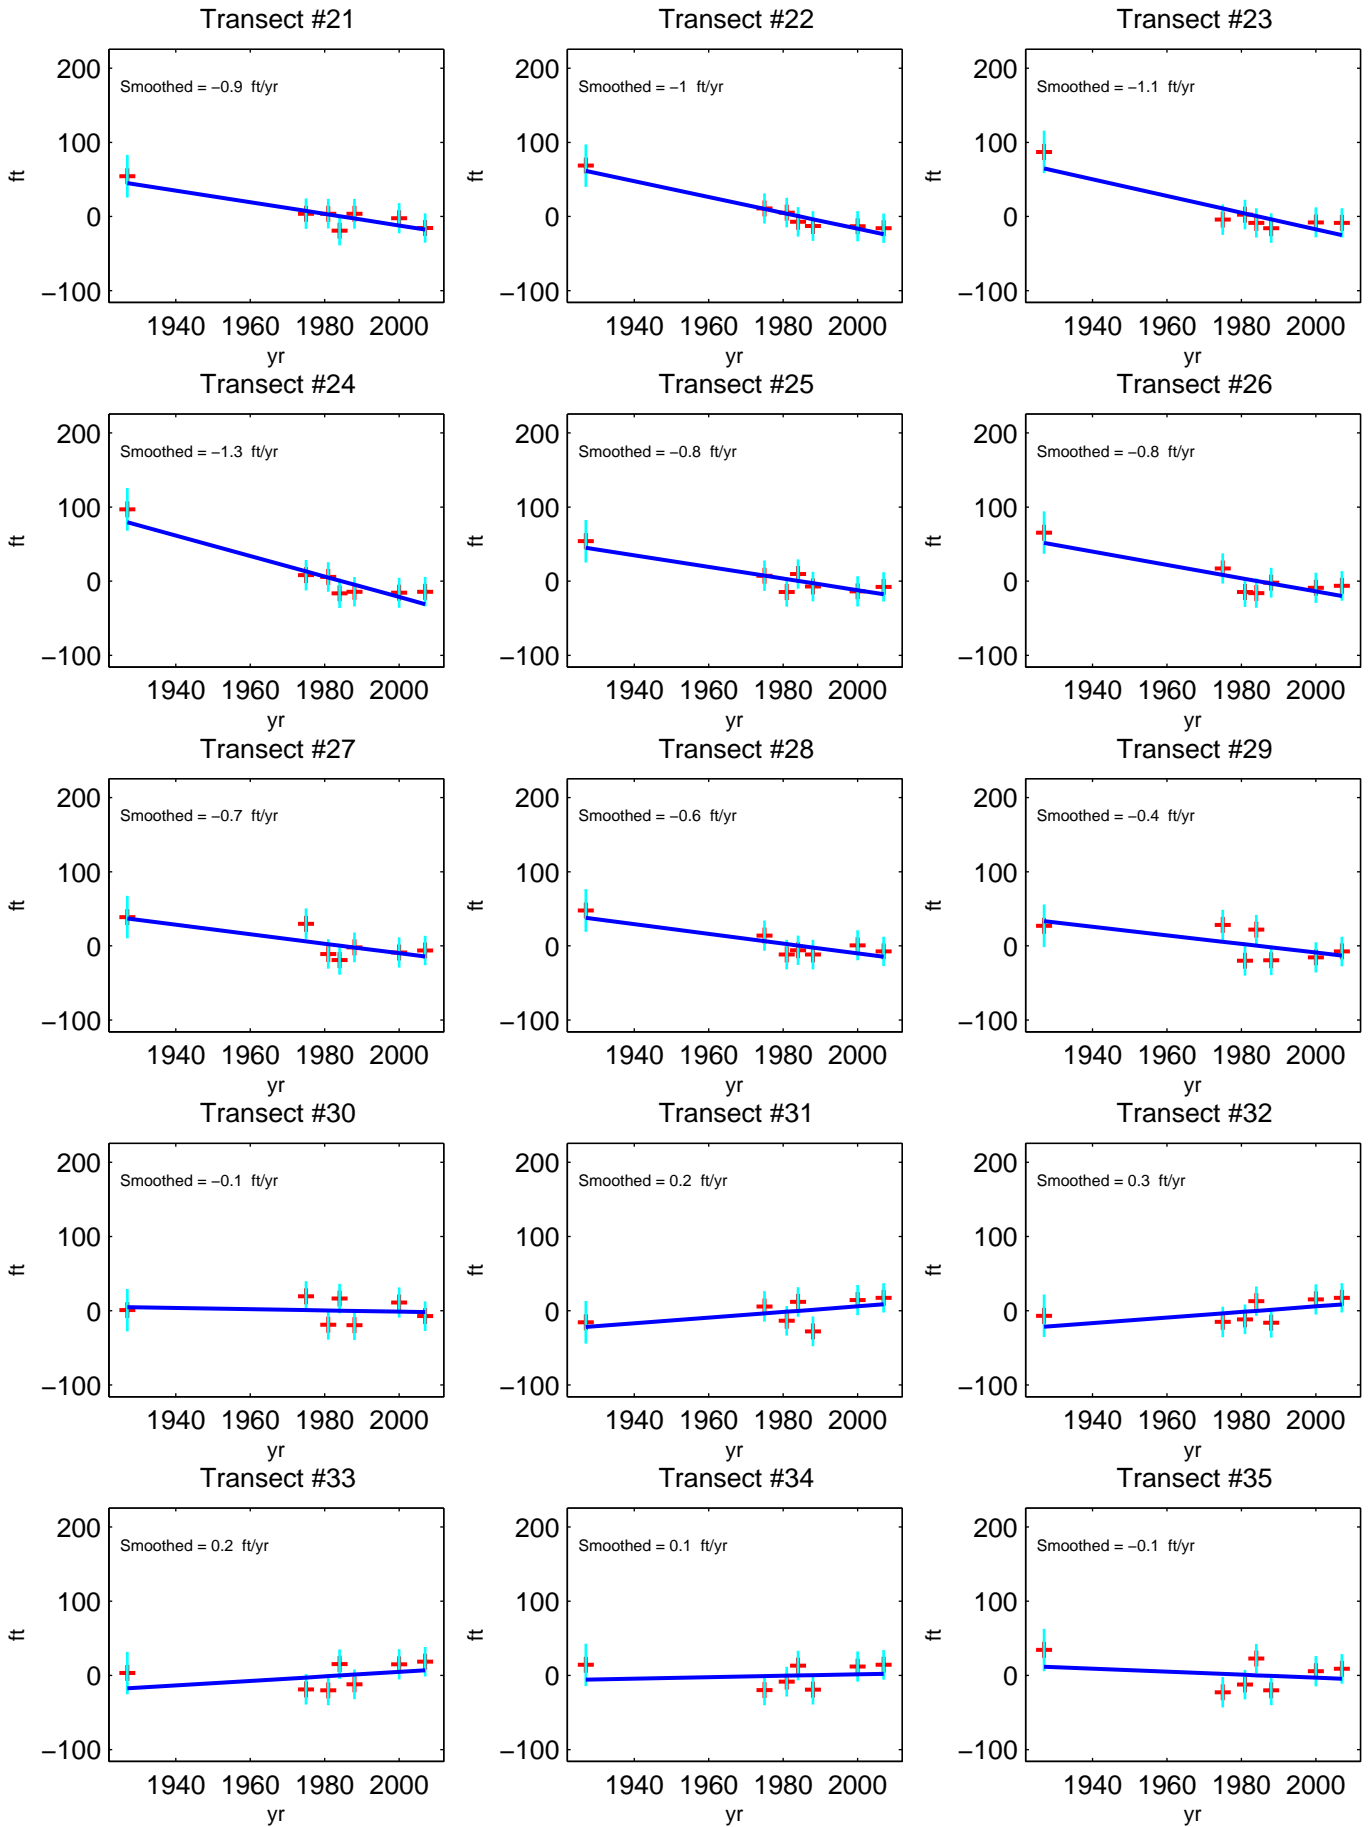 Transect #21 Transect #22 Transect #23
200 200 200
Smoothed = −0.9 ft/yr Smoothed = −1 ft/yr Smoothed = −1.1 ft/yr
100 100 100
ft ft ft
0 0 0
−100 −100 −100
1940 1960 1980 2000 1940 1960 1980 2000 1940 1960 1980 2000
yr yr yr
Transect #24 Transect #25 Transect #26
200 200 200
Smoothed = −1.3 ft/yr Smoothed = −0.8 ft/yr Smoothed = −0.8 ft/yr
100 100 100
ft ft ft
0 0 0
−100 −100 −100
1940 1960 1980 2000 1940 1960 1980 2000 1940 1960 1980 2000
yr yr yr
Transect #27 Transect #28 Transect #29
200 200 200
Smoothed = −0.7 ft/yr Smoothed = −0.6 ft/yr Smoothed = −0.4 ft/yr
100 100 100
ft ft ft
0 0 0
−100 −100 −100
1940 1960 1980 2000 1940 1960 1980 2000 1940 1960 1980 2000
yr yr yr
Transect #30 Transect #31 Transect #32
200 200 200
Smoothed = −0.1 ft/yr Smoothed = 0.2 ft/yr Smoothed = 0.3 ft/yr
100 100 100
ft ft ft
0 0 0
−100 −100 −100
1940 1960 1980 2000 1940 1960 1980 2000 1940 1960 1980 2000
yr yr yr
Transect #33 Transect #34 Transect #35
200 200 200
Smoothed = 0.2 ft/yr Smoothed = 0.1 ft/yr Smoothed = −0.1 ft/yr
100 100 100
ft ft ft
0 0 0
−100 −100 −100
1940 1960 1980 2000 1940 1960 1980 2000 1940 1960 1980 2000
yr yr yr